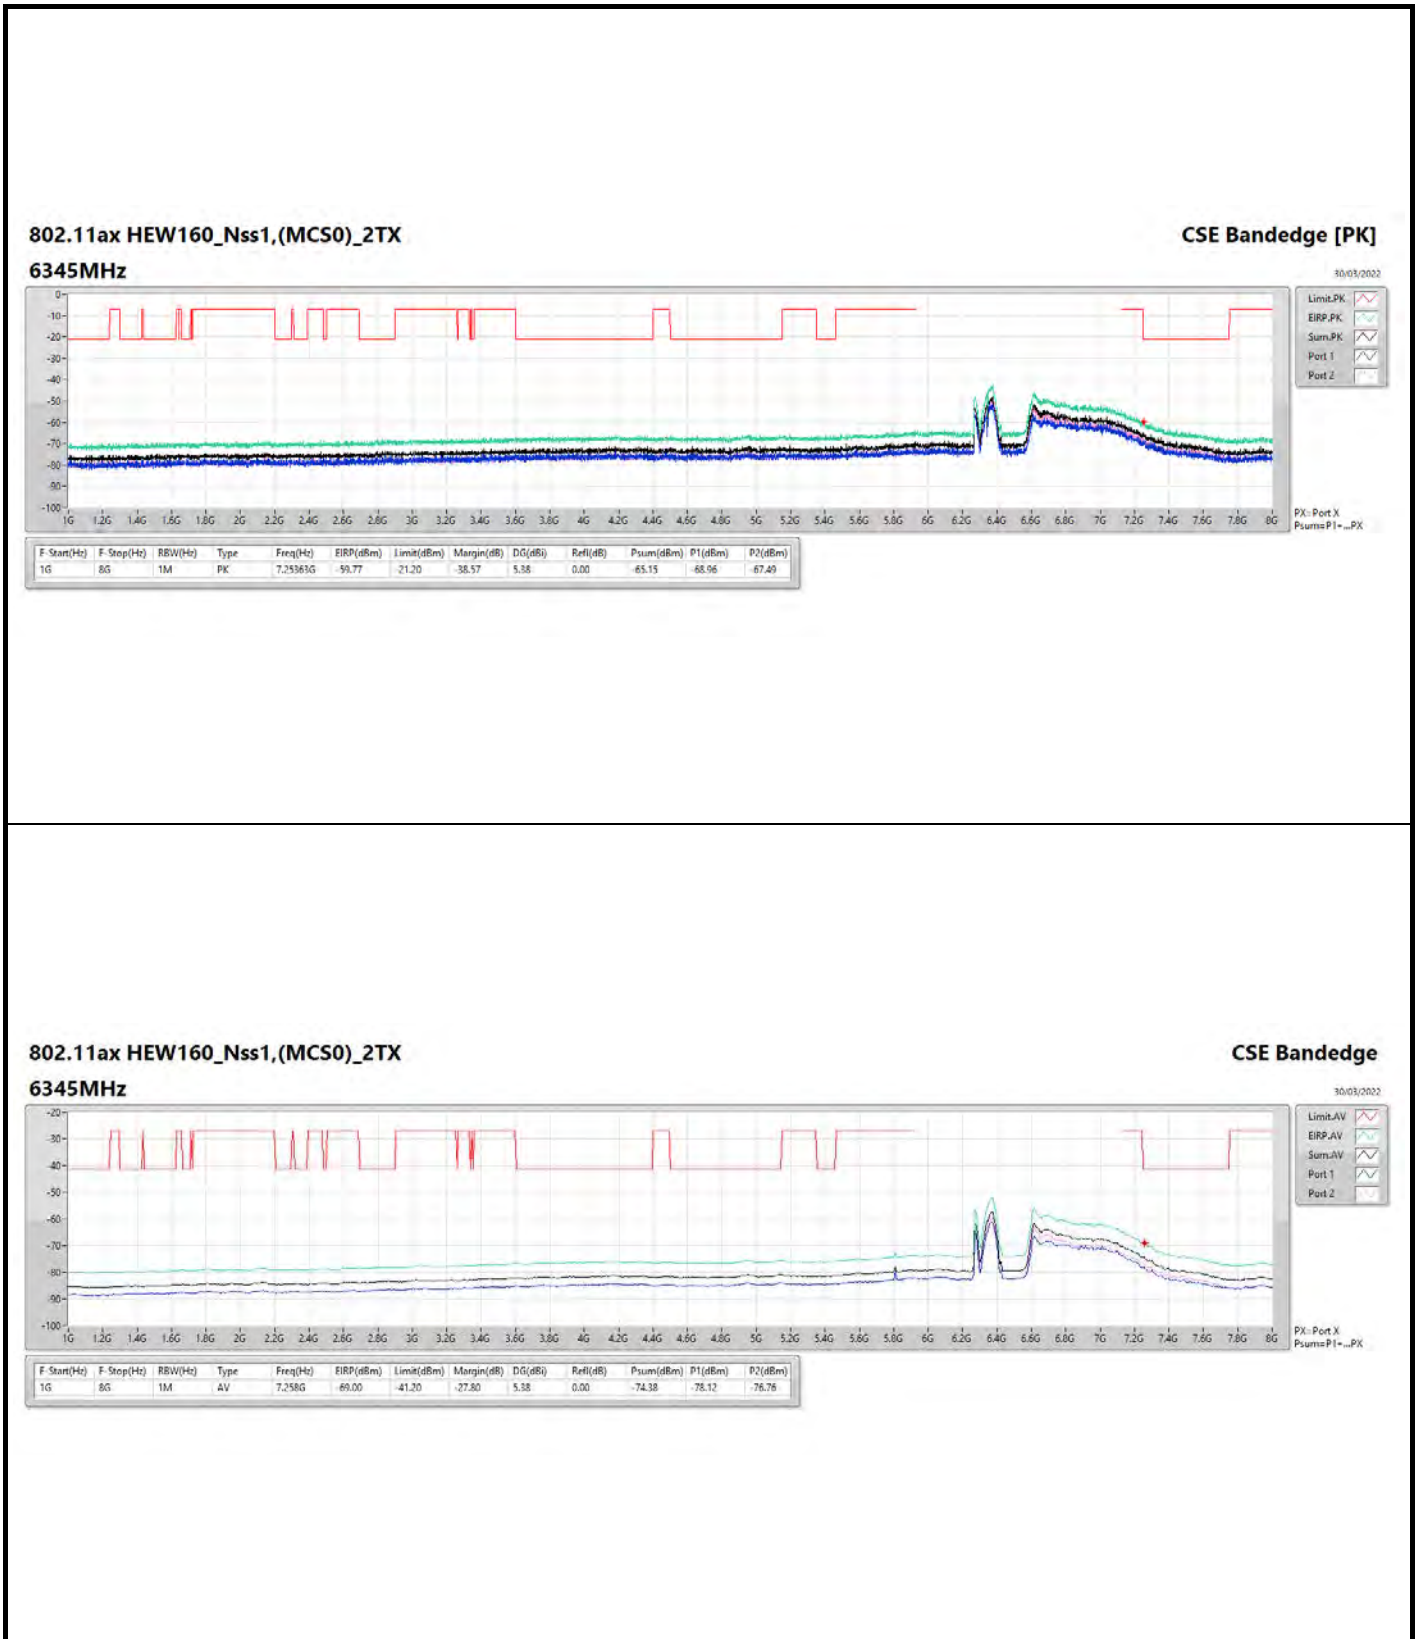 802.11ax HEW160_Nss1,(MCS0)_2TX
CSE Bandedge [PK]
6345MHz
30/03/2022
0
-10
-20
-30
-40
-50
-60
-70
-80
-90
-100
1G 1.2G 1.4G 1.6G 1.8G 2G 2.2G 2.4G 2.6G 2.8G 3G 3.2G 3.4G 3.6G 3.8G 4G 4.2G 4.4G 4.6G 4.8G 5G 5.2G 5.4G 5.6G 5.8G 6G 6.2G 6.4G 6.6G 6.8G 7G 7.2G 7.4G 7.6G 7.8G 8G
Limit.PK
EIRP.PK
Sum.PK
Port 1
Port 2
PX: Port X
Psum=P1+...PX
F-Start(Hz) F-Stop(Hz) RBW(Hz) Type Freq(Hz) EIRP(dBm) Limit(dBm) Margin(dB) DG(dBi) Refl(dB) Psum(dBm) P1(dBm) P2(dBm)
1G 8G 1M PK 7.25363G -59.77 -21.20 -38.57 5.38 0.00 -65.15 -68.96 -67.49
802.11ax HEW160_Nss1,(MCS0)_2TX
CSE Bandedge
6345MHz
30/03/2022
-20
-30
-40
-50
-60
-70
-80
-90
-100
1G 1.2G 1.4G 1.6G 1.8G 2G 2.2G 2.4G 2.6G 2.8G 3G 3.2G 3.4G 3.6G 3.8G 4G 4.2G 4.4G 4.6G 4.8G 5G 5.2G 5.4G 5.6G 5.8G 6G 6.2G 6.4G 6.6G 6.8G 7G 7.2G 7.4G 7.6G 7.8G 8G
Limit.AV
EIRP.AV
Sum.AV
Port 1
Port 2
PX: Port X
Psum=P1+...PX
F-Start(Hz) F-Stop(Hz) RBW(Hz) Type Freq(Hz) EIRP(dBm) Limit(dBm) Margin(dB) DG(dBi) Refl(dB) Psum(dBm) P1(dBm) P2(dBm)
1G 8G 1M AV 7.258G -69.00 -41.20 -27.80 5.38 0.00 -74.38 -78.12 -76.76